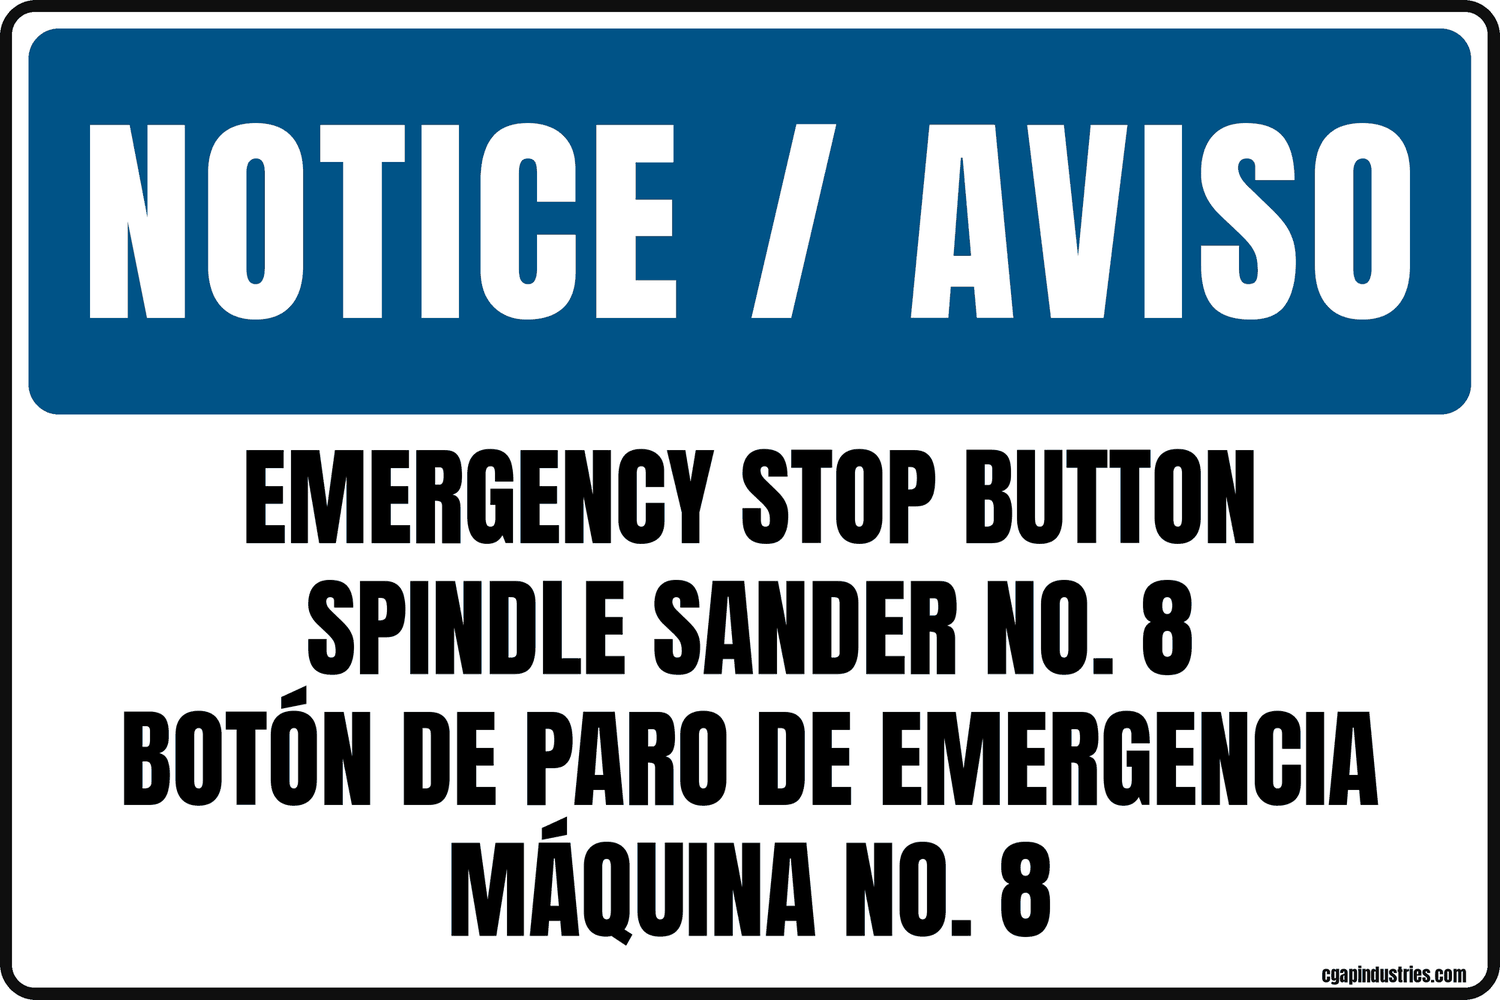 NOTICE / AVISO
EMERGENCY STOP BUTTON
SPINDLE SANDER NO. 8
BOTÓN DE PARO DE EMERGENCIA
MÁQUINA NO. 8
cgapindustries.com